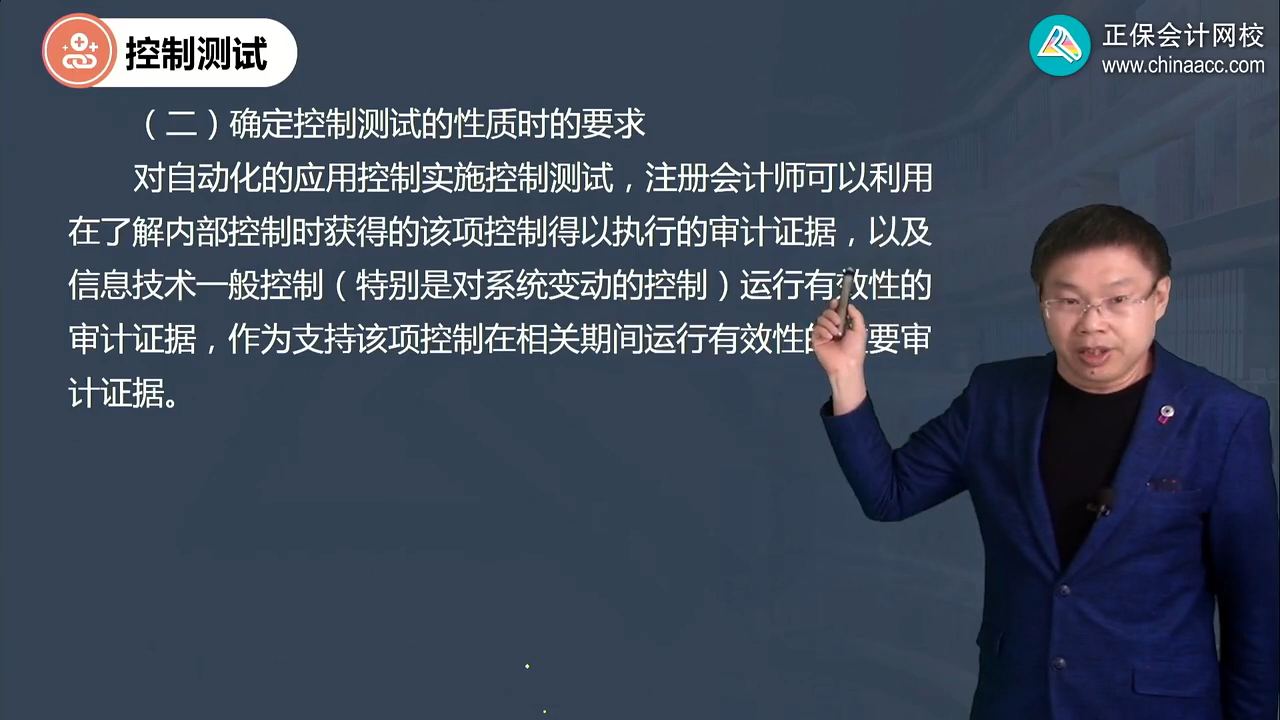 控制测试
正保会计网校
www.chinaacc.com
（二）确定控制测试的性质时的要求
对自动化的应用控制实施控制测试，注册会计师可以利用
在了解内部控制时获得的该项控制得以执行的审计证据，以及
信息技术一般控制（特别是对系统变动的控制）运行有效性的
审计证据，作为支持该项控制在相关期间运行有效性的重要审
计证据。